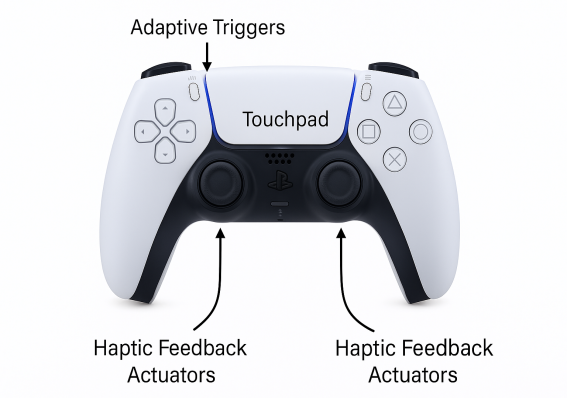 Adaptive Triggers
Touchpad
Haptic Feedback
Actuators
Haptic Feedback
Actuators